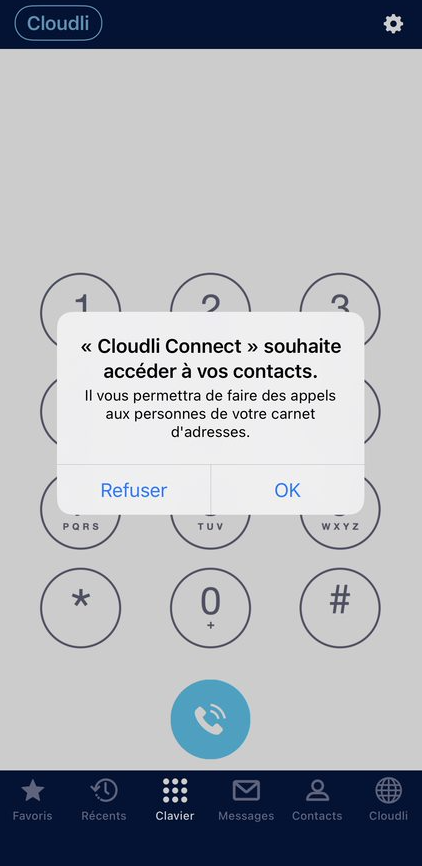 Cloudli
1 2 3
« Cloudli Connect » souhaite
accéder à vos contacts.
Il vous permettra de faire des appels
aux personnes de votre carnet
d'adresses.
Refuser OK
PQRS TUV WXYZ
* 0 #
+
Favoris Récents Clavier Messages Contacts Cloudli